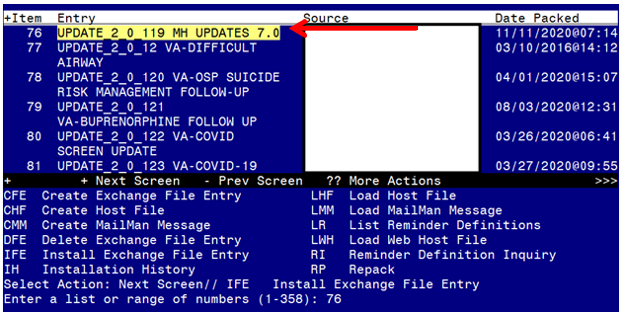 +Item  Entry  Source  Date Packed
76  UPDATE_2_0_119 MH UPDATES 7.0  11/11/2020@07:14
77  UPDATE_2_0_12 VA-DIFFICULT  03/10/2016@14:12
AIRWAY
78  UPDATE_2_0_120 VA-OSP SUICIDE  04/01/2020@15:07
RISK MANAGEMENT FOLLOW-UP
79  UPDATE_2_0_121  08/03/2020@12:31
VA-BUPRENORPHINE FOLLOW UP
80  UPDATE_2_0_122 VA-COVID  03/26/2020@06:41
SCREEN UPDATE
81  UPDATE_2_0_123 VA-COVID-19  03/27/2020@09:55
+  + Next Screen  - Prev Screen  ?? More Actions  >>>
CFE  Create Exchange File Entry  LHF  Load Host File
CHF  Create Host File  LMM  Load MailMan Message
CMM  Create MailMan Message  LR  List Reminder Definitions
DFE  Delete Exchange File Entry  LWH  Load Web Host File
IFE  Install Exchange File Entry  RI  Reminder Definition Inquiry
IH  Installation History  RP  Repack
Select Action: Next Screen// IFE  Install Exchange File Entry
Enter a list or range of numbers (1-358): 76